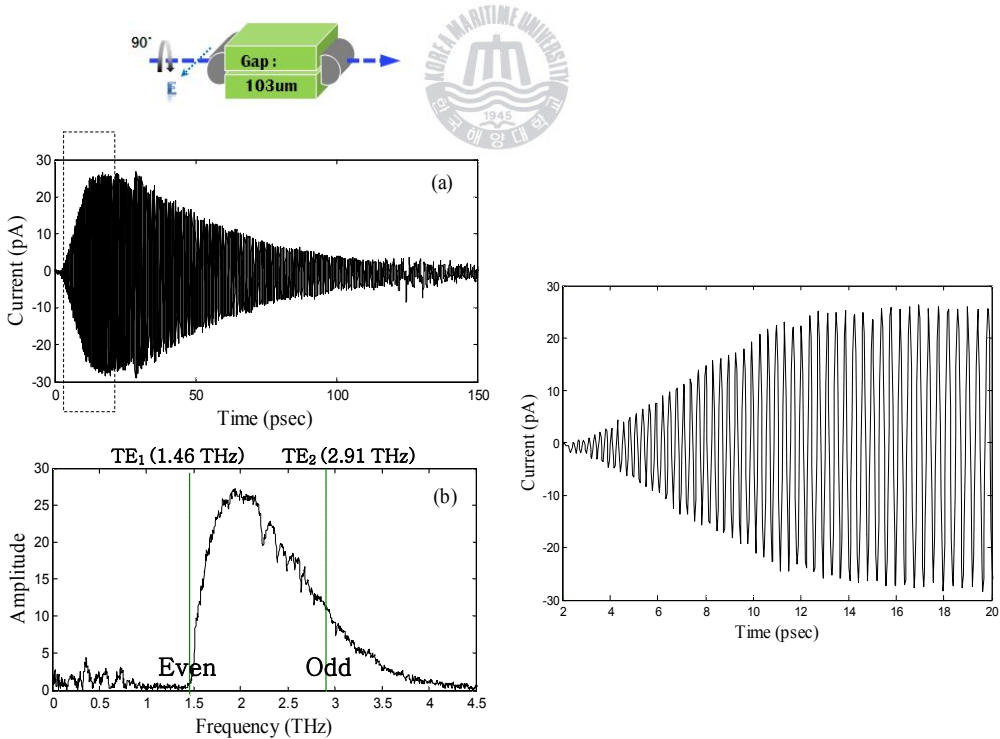 90˚
E
Gap :
103um
KOREA MARITIME UNIVERSITY
1945
한국해양대학교
(a)
30
20
10
0
-10
-20
-30
Current (pA)
0
50
100
150
Time (psec)
TE₁ (1.46 THz)
TE₂ (2.91 THz)
(b)
30
25
20
15
10
5
0
Amplitude
Even
Odd
0
0.5
1
1.5
2
2.5
3
3.5
4
4.5
Frequency (THz)
30
20
10
0
-10
-20
-30
Current (pA)
2
4
6
8
10
12
14
16
18
20
Time (psec)